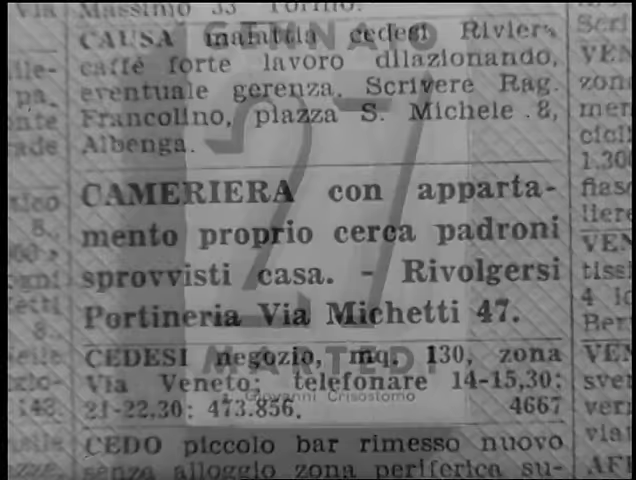 Via Massimo 33 Torino.
CAUSA malattia cedesi Riviera
caffé forte lavoro dilazionando,
eventuale gerenza. Scrivere Rag.
Francolino, piazza S. Michele 8,
Albenga.
CAMERIERA con apparta-
mento proprio cerca padroni
sprovvisti casa. - Rivolgersi
Portineria Via Michetti 47.
CEDESI negozio, mq. 130, zona
Via Veneto; telefonare 14-15,30;
21-22,30; 473.856. 4667
CEDO piccolo bar rimesso nuovo
senza alloggio zona periferica su-
GENNAIO
27
MARTEDI
S. Giovanni Crisostomo